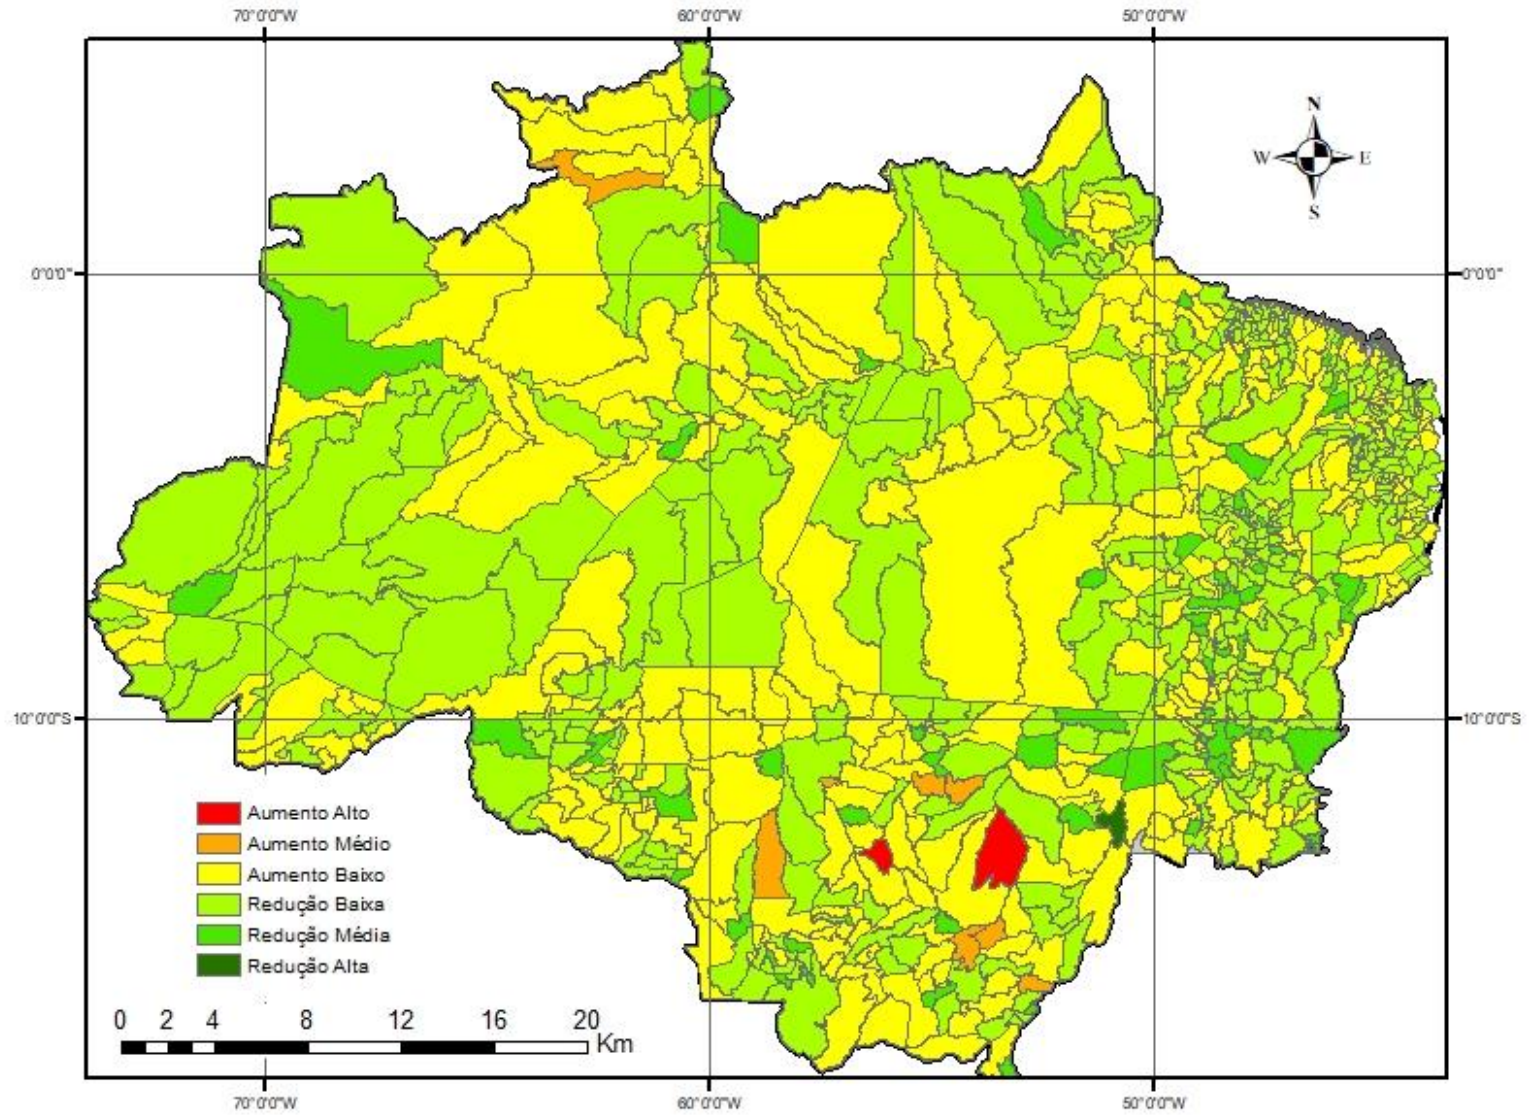 70°0'0"W 60°0'0"W 50°0'0"W
N
W E
S
0°0'0" 0°0'0"
10°0'0"S 10°0'0"S
Aumento Alto
Aumento Médio
Aumento Baixo
Redução Baixa
Redução Média
Redução Alta
0 2 4 8 12 16 20
Km
70°0'0"W 60°0'0"W 50°0'0"W